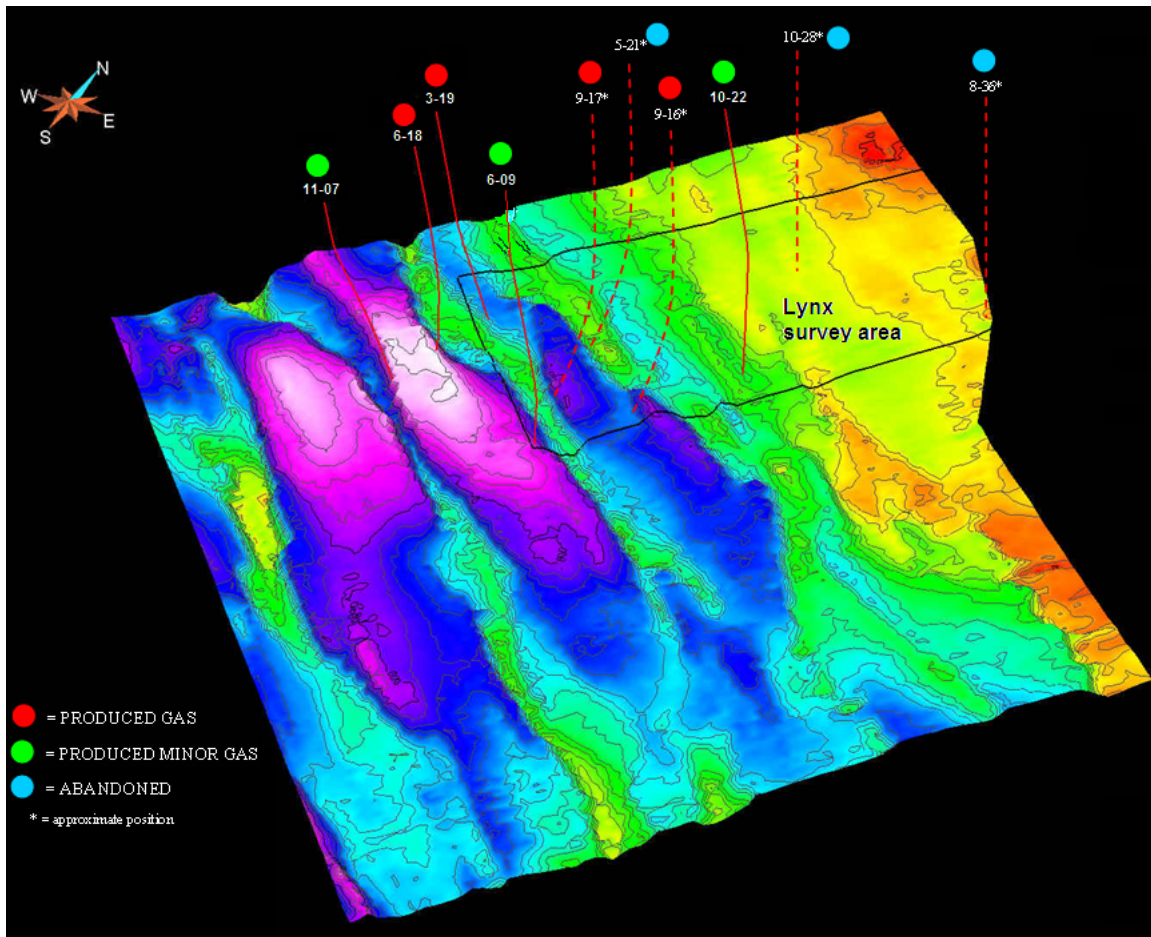 N
W
E
S
5-21*
10-28*
3-19
9-17*
9-16*
10-22
8-36*
6-18
11-07
6-09
Lynx
survey area
= PRODUCED GAS
= PRODUCED MINOR GAS
= ABANDONED
* = approximate position